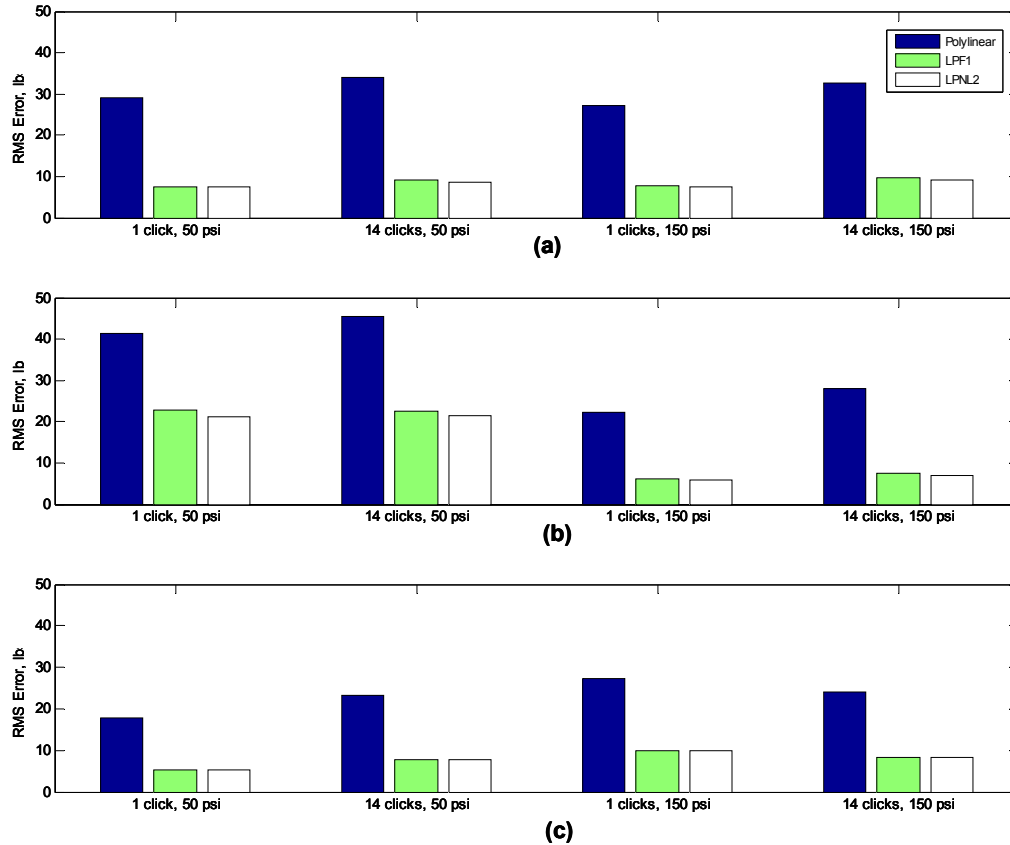 50
40
30
20
10
0
RMS Error, lb
Polylinear
LPF1
LPNL2
1 click, 50 psi
14 clicks, 50 psi
1 clicks, 150 psi
14 clicks, 150 psi
(a)
50
40
30
20
10
0
RMS Error, lb
1 click, 50 psi
14 clicks, 50 psi
1 clicks, 150 psi
14 clicks, 150 psi
(b)
50
40
30
20
10
0
RMS Error, lb
1 click, 50 psi
14 clicks, 50 psi
1 clicks, 150 psi
14 clicks, 150 psi
(c)